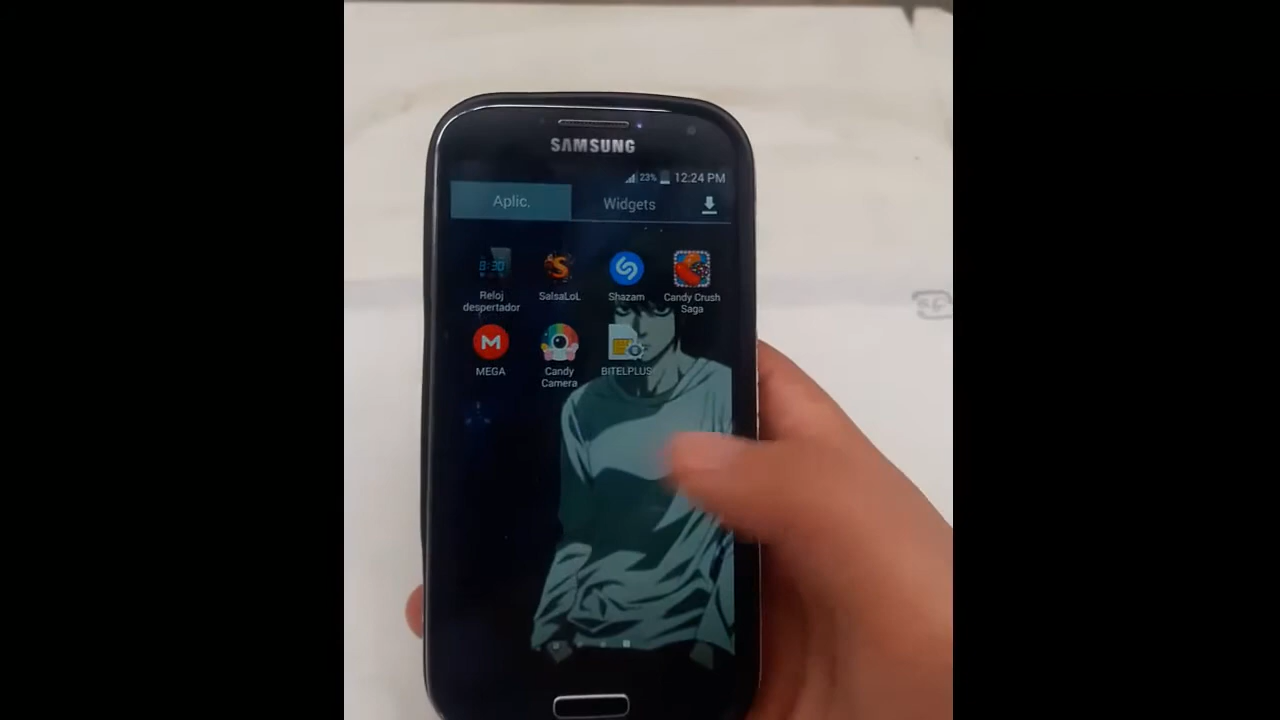 SAMSUNG
23% 12:24 PM
Aplic. Widgets
8:30
Reloj despertador
SalsaLoL
Shazam
Candy Crush Saga
M
MEGA
Candy Camera
BITELPLUS